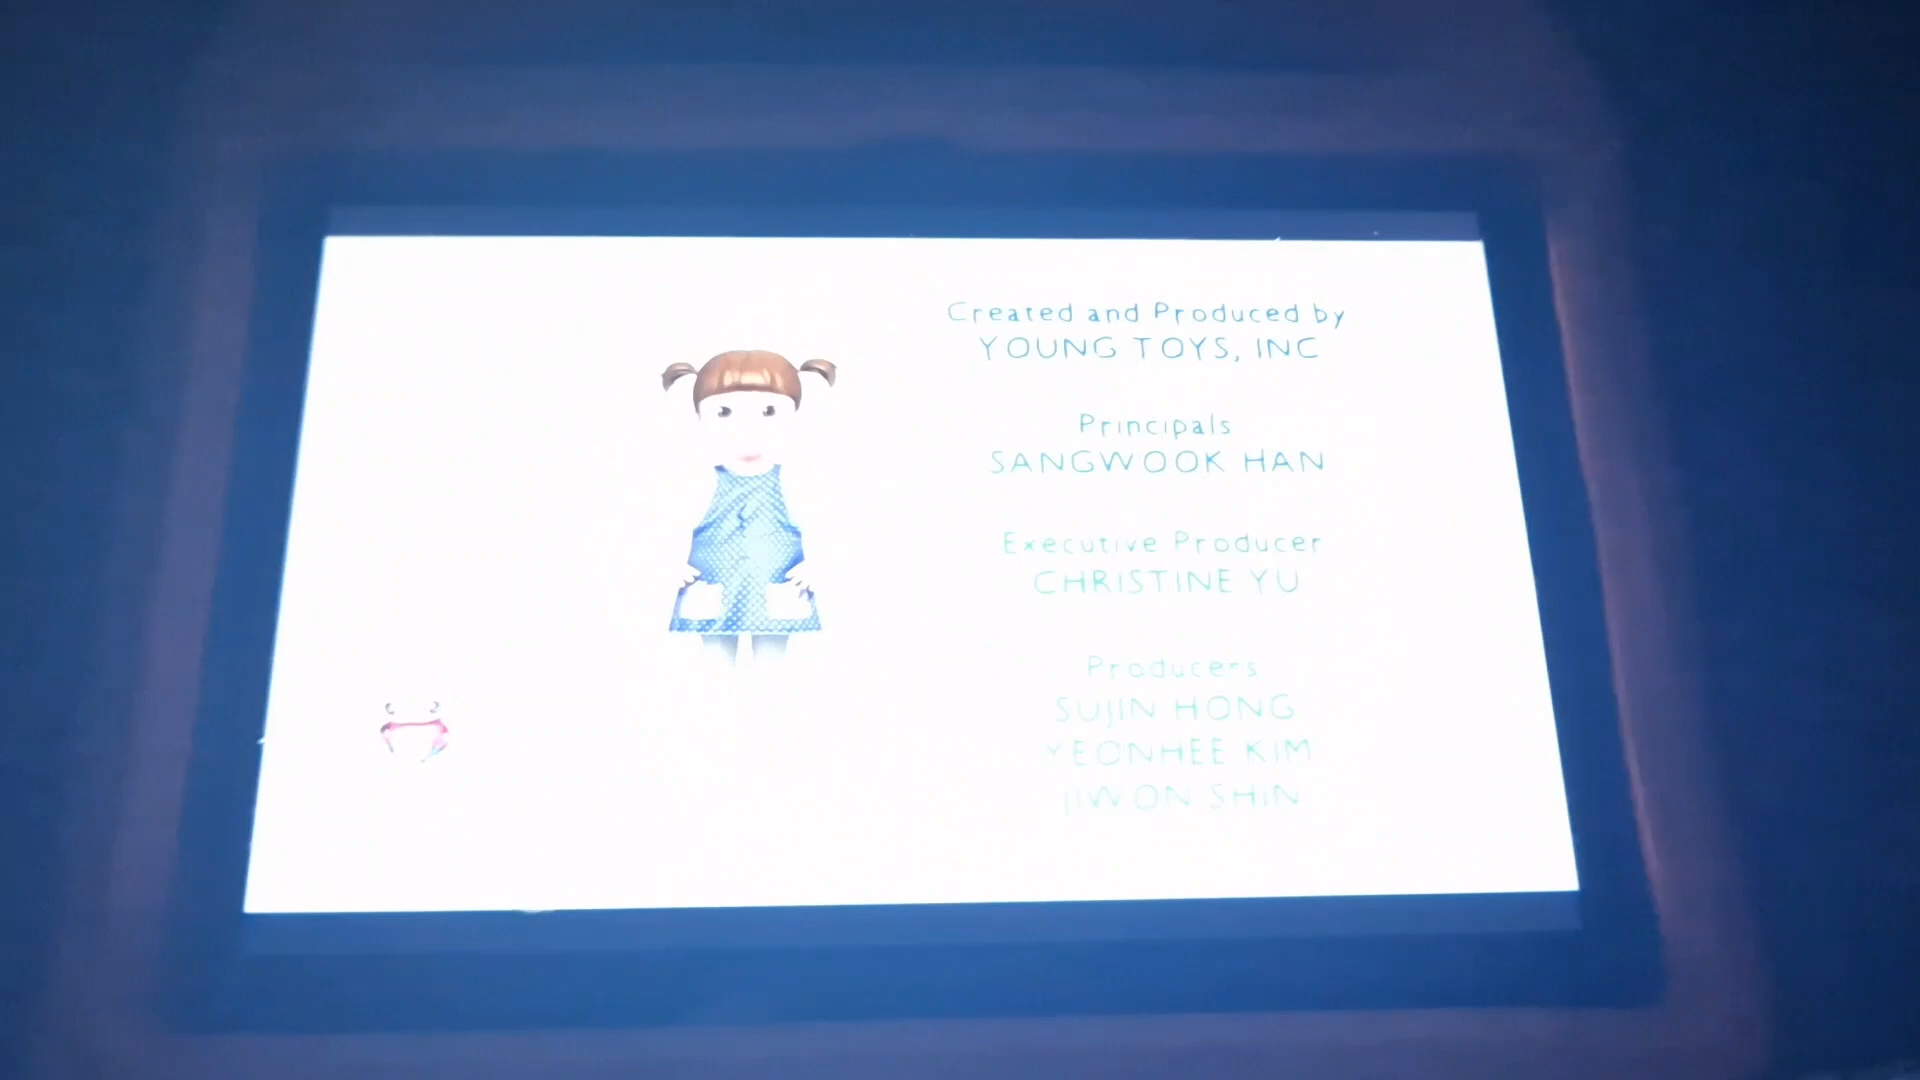 Created and Produced by
YOUNG TOYS, INC
Principals
SANGWOOK HAN
Executive Producer
CHRISTINE YU
Producers
SUJIN HONG
YEONHEE KIM
JIWON SHIN